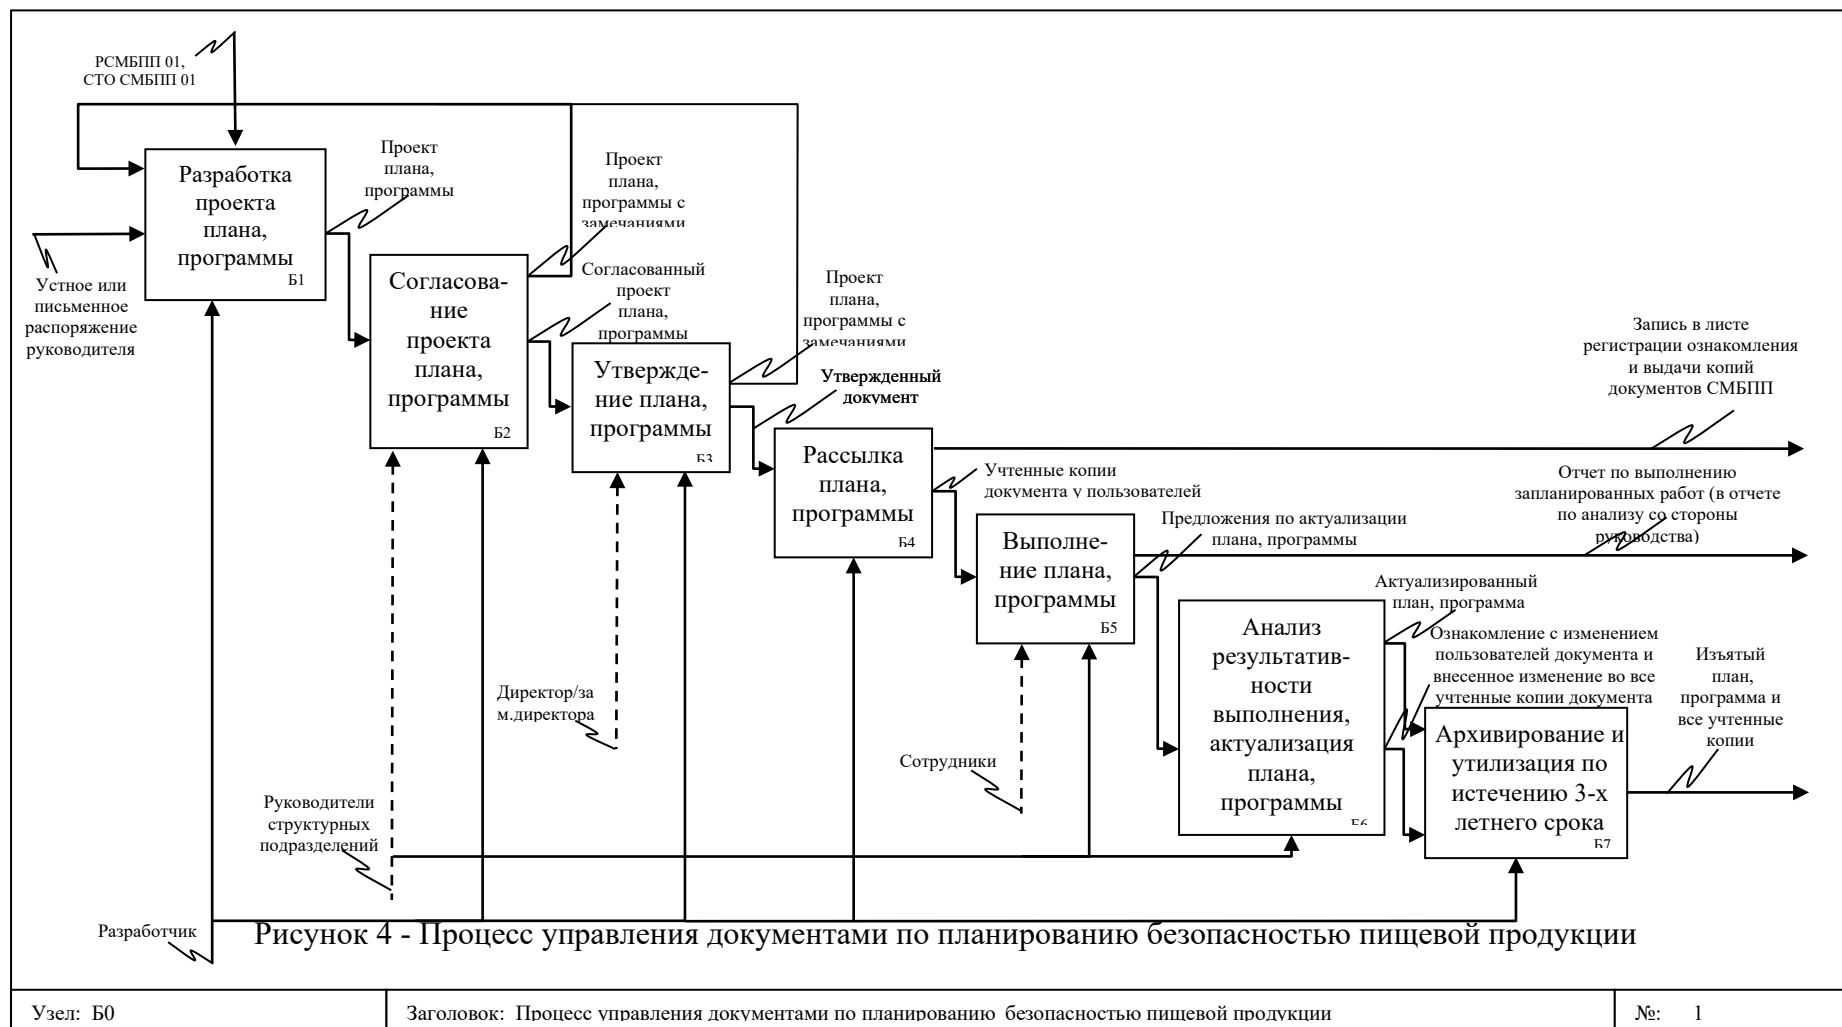 РСМБПП 01,
СТО СМБПП 01
Разработка
проекта
плана,
программы
Б1
Проект
плана,
программы
Устное или
письменное
распоряжение
руководителя
Согласова-
ние
проекта
плана,
программы
Б2
Проект
плана,
программы с
замечаниями
Согласованный
проект
плана,
программы
Утвержде-
ние плана,
программы
Б3
Проект
плана,
программы с
замечаниями
Утвержденный
документ
Рассылка
плана,
программы
Б4
Запись в листе
регистрации ознакомления
и выдачи копий
документов СМБПП
Учтенные копии
документа у пользователей
Выполне-
ние плана,
программы
Б5
Отчет по выполнению
запланированных работ (в отчете
по анализу со стороны
руководства)
Предложения по актуализации
плана, программы
Анализ
результатив-
ности
выполнения,
актуализация
плана,
программы
Б6
Актуализированный
план, программа
Ознакомление с изменением
пользователей документа и
внесенное изменение во все
учтенные копии документа
Архивирование и
утилизация по
истечению 3-х
летнего срока
Б7
Изъятый
план,
программа и
все учтенные
копии
Директор/за
м.директора
Сотрудники
Руководители
структурных
подразделений
Разработчик
Рисунок 4 - Процесс управления документами по планированию безопасностью пищевой продукции
Узел: Б0
Заголовок: Процесс управления документами по планированию безопасностью пищевой продукции
№: 1